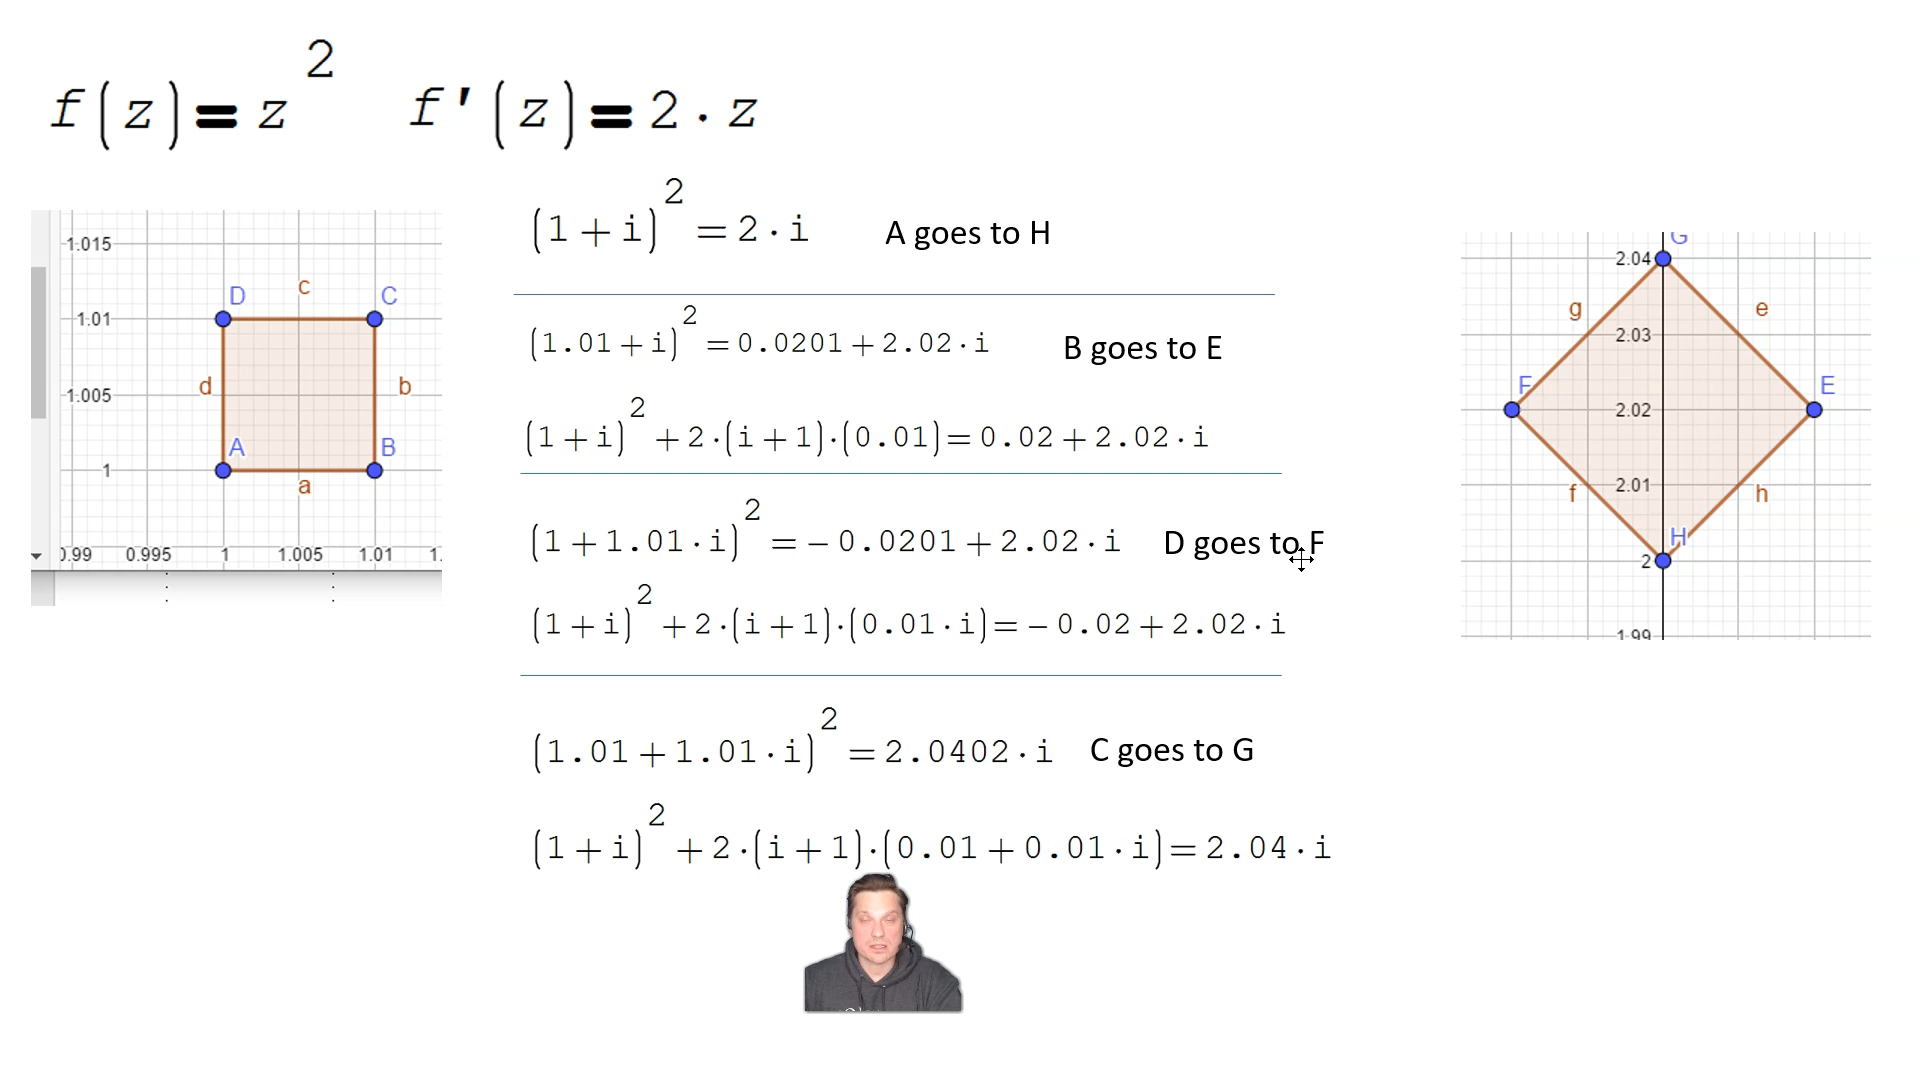 f(z)=z² f'(z)=2·z
(1+i)²=2·i A goes to H
(1.01+i)²=0.0201+2.02·i B goes to E
(1+i)²+2·(i+1)·(0.01)=0.02+2.02·i
(1+1.01·i)²=−0.0201+2.02·i D goes to F
(1+i)²+2·(i+1)·(0.01·i)=−0.02+2.02·i
(1.01+1.01·i)²=2.0402·i C goes to G
(1+i)²+2·(i+1)·(0.01+0.01·i)=2.04·i
1.015
c
D C
1.01
d b
1.005
A B
1
a
0.99 0.995 1 1.005 1.01 1.
G
2.04
g e
2.03
F E
2.02
f 2.01 h
H
2
1.99